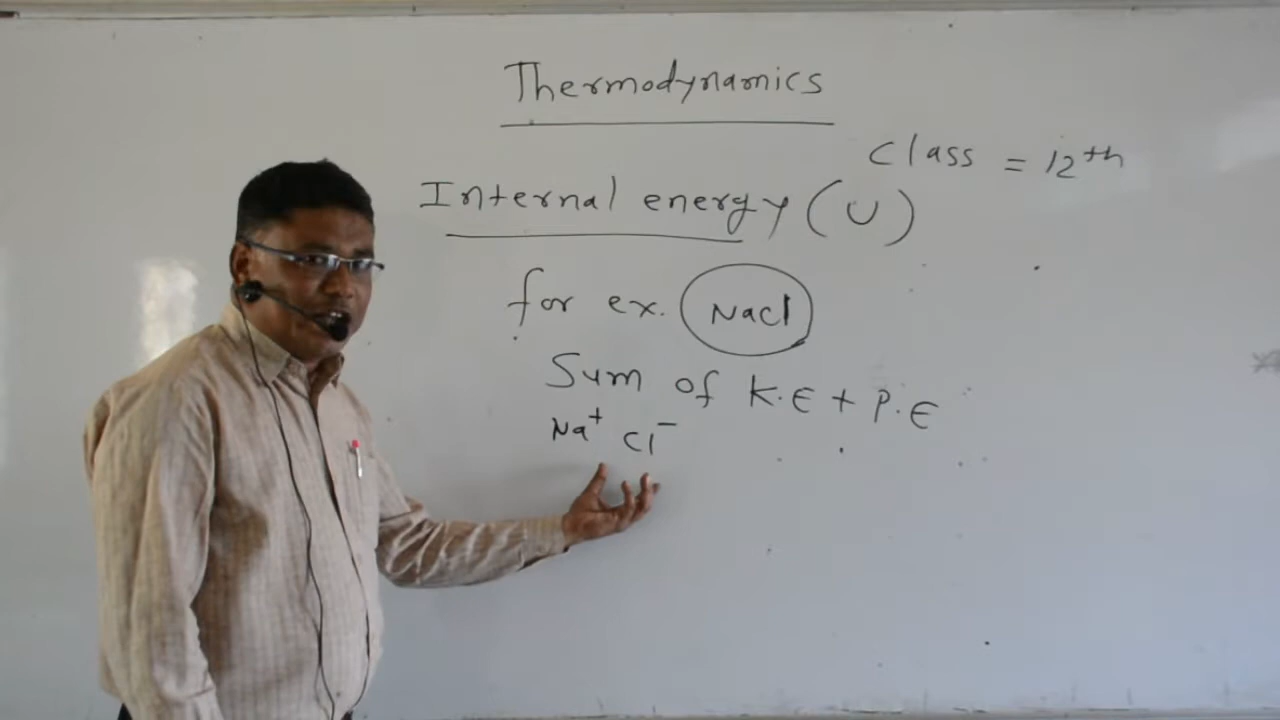 Thermodynamics
Class = 12th
Internal energy (U)
for ex. NaCl
Sum of K.E + P.E
Na+ Cl-